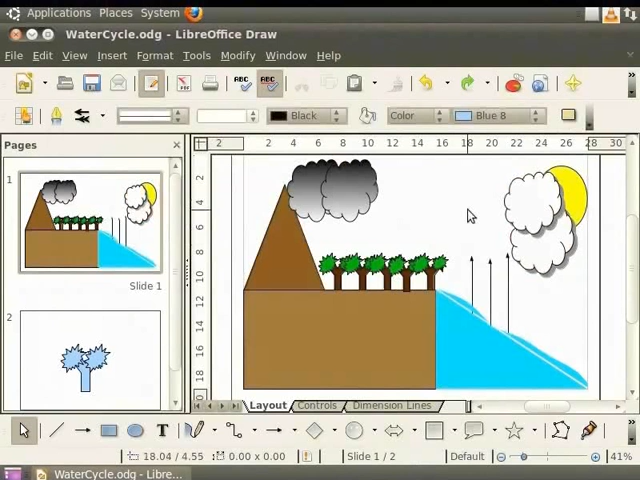 Applications Places System
WaterCycle.odg - LibreOffice Draw
File Edit View Insert Format Tools Modify Window Help
ABC ABC
Black Color Blue 8
Pages
2 2 4 6 8 10 12 14 16 18 20 22 24 26 28 30
1
2 4 6 8 10 12 14 16 18
Slide 1
2
Layout Controls Dimension Lines
T
18.04 / 4.55 0.00 x 0.00 Slide 1 / 2 Default 41%
WaterCycle.odg - Libre...